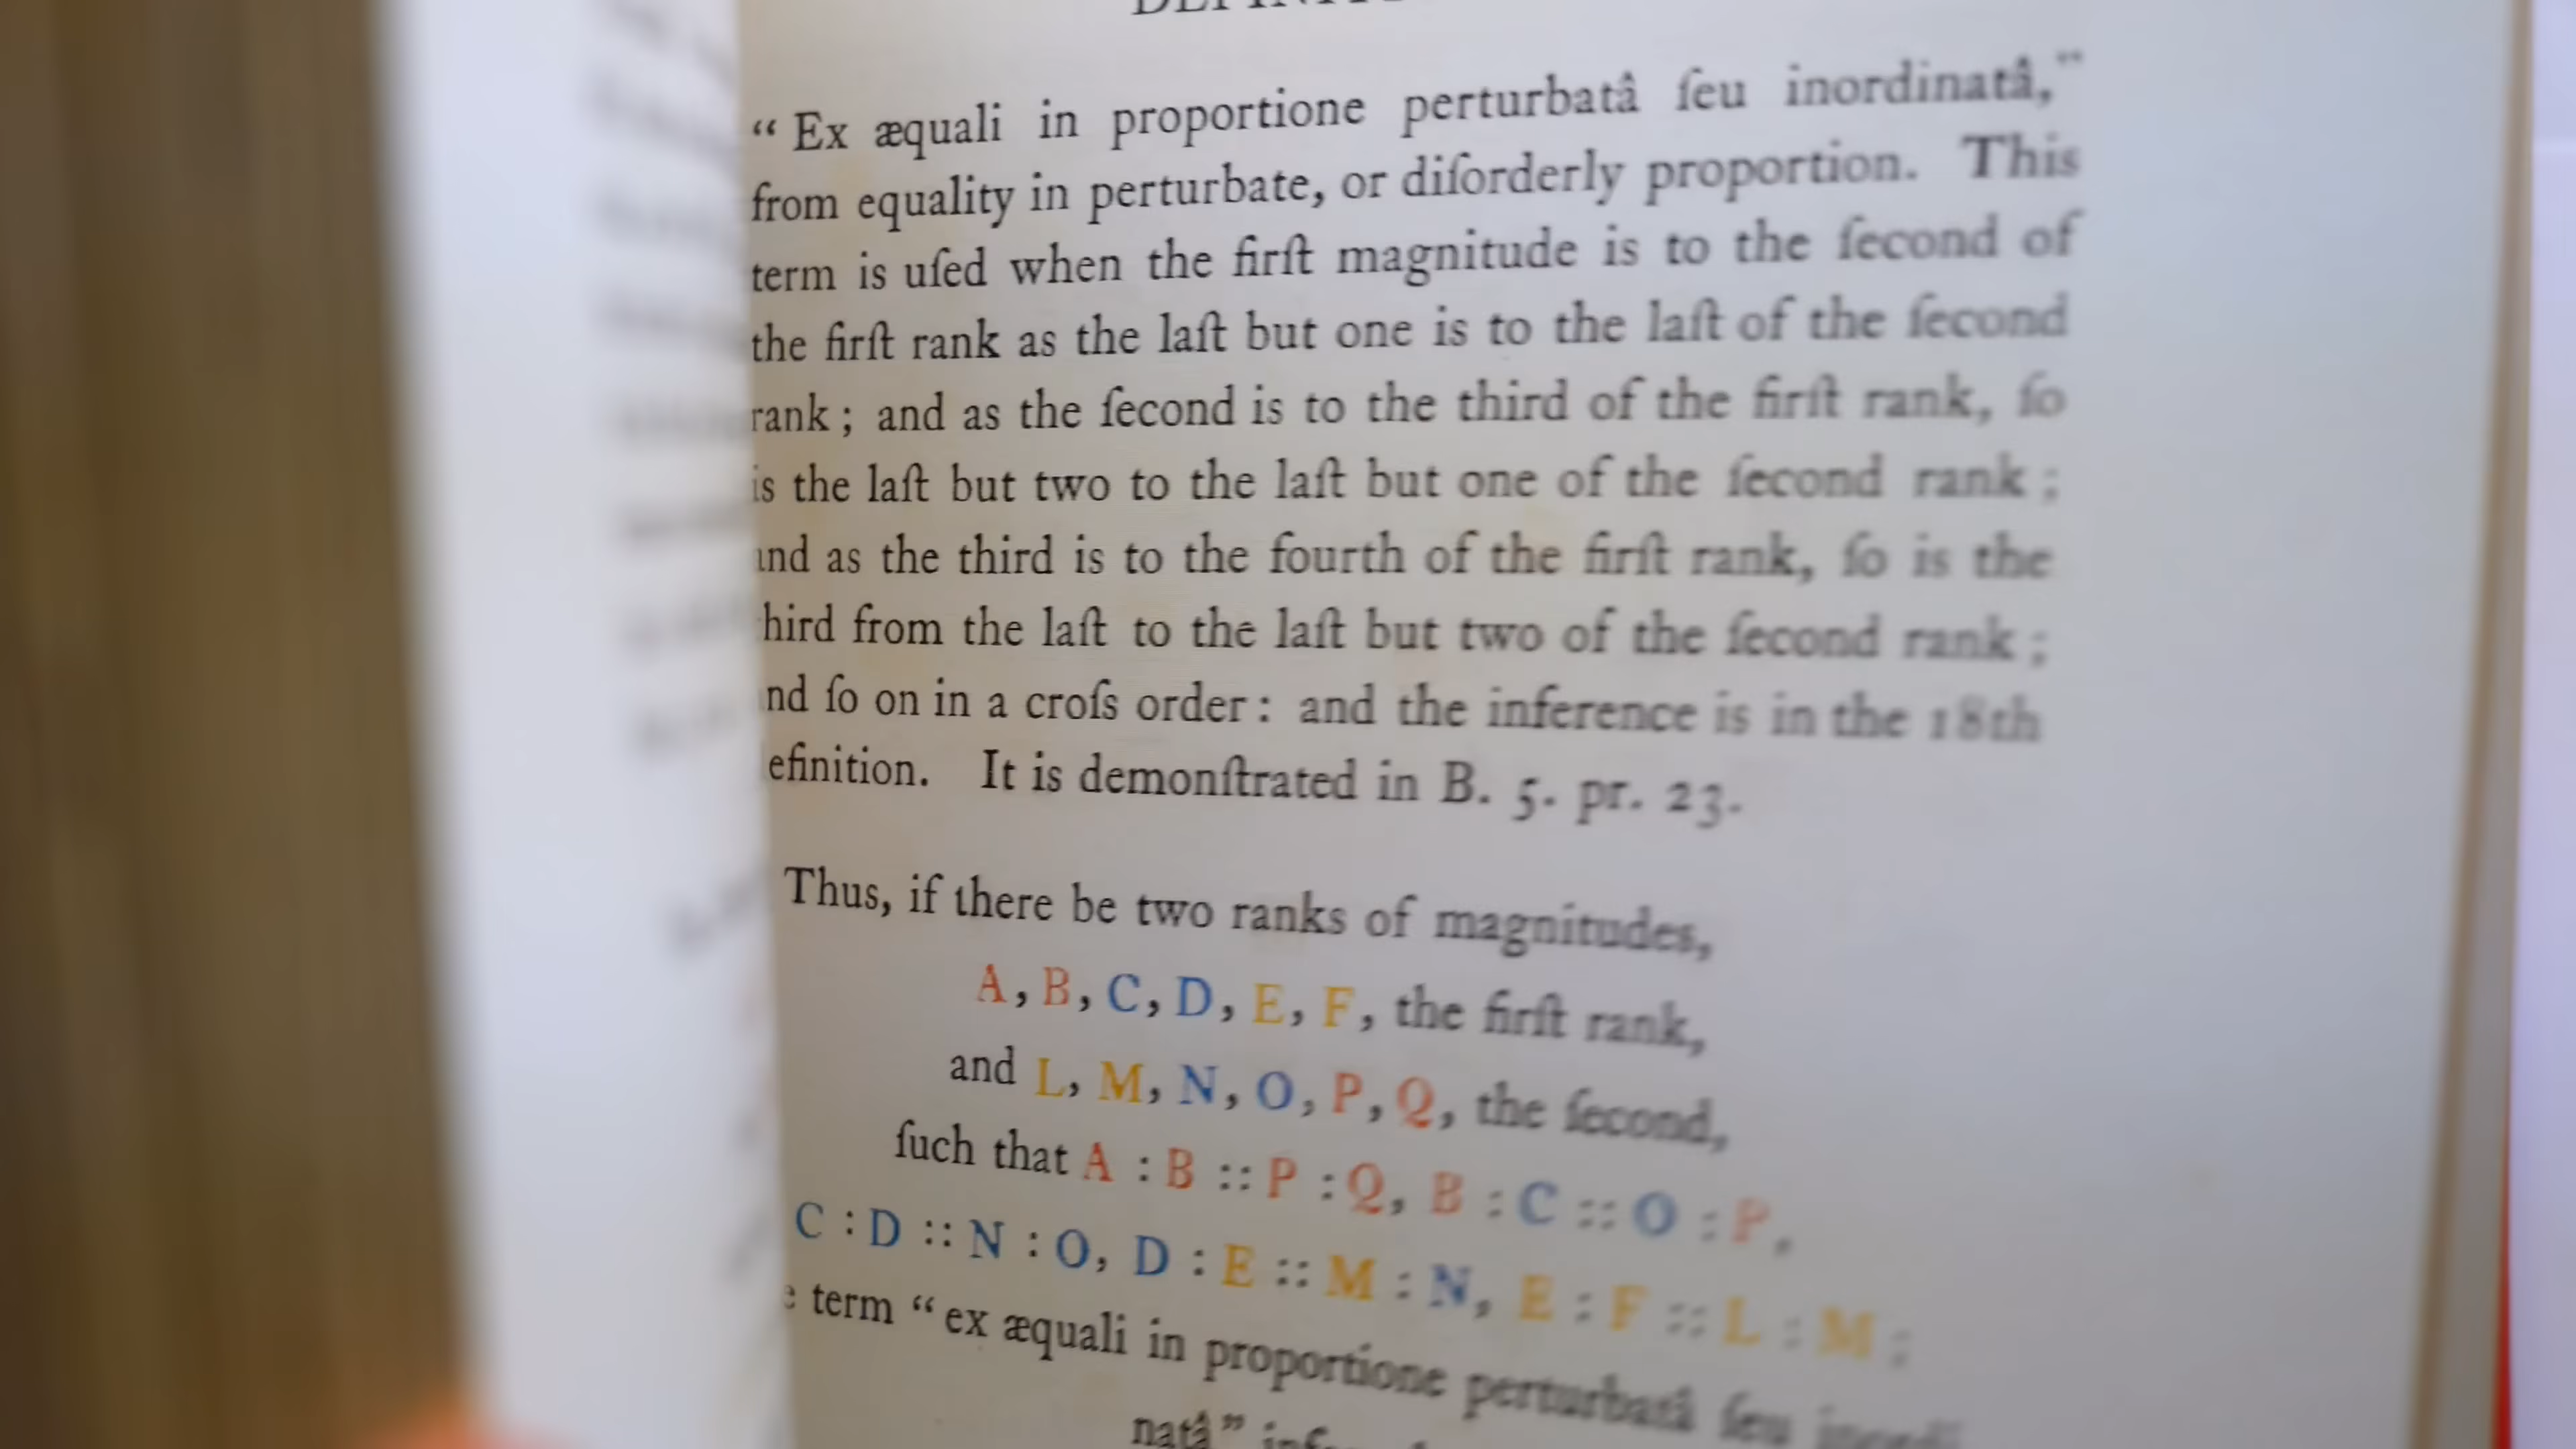 “ Ex æquali in proportione perturbatâ ſeu inordinatâ,”
from equality in perturbate, or diſorderly proportion. This
term is uſed when the firſt magnitude is to the ſecond of
the firſt rank as the laſt but one is to the laſt of the ſecond
rank ; and as the ſecond is to the third of the firſt rank, ſo
is the laſt but two to the laſt but one of the ſecond rank ;
nd as the third is to the fourth of the firſt rank, ſo is the
hird from the laſt to the laſt but two of the ſecond rank ;
nd ſo on in a croſs order : and the inference is in the 18th
efinition. It is demonſtrated in B. 5. pr. 23.
Thus, if there be two ranks of magnitudes,
A, B, C, D, E, F, the firſt rank,
and L, M, N, O, P, Q, the ſecond,
ſuch that A : B :: P : Q, B : C :: O : P,
C : D :: N : O, D : E :: M : N, E : F :: L : M :
term “ ex æquali in proportione perturbatâ ſeu inordi
natâ”